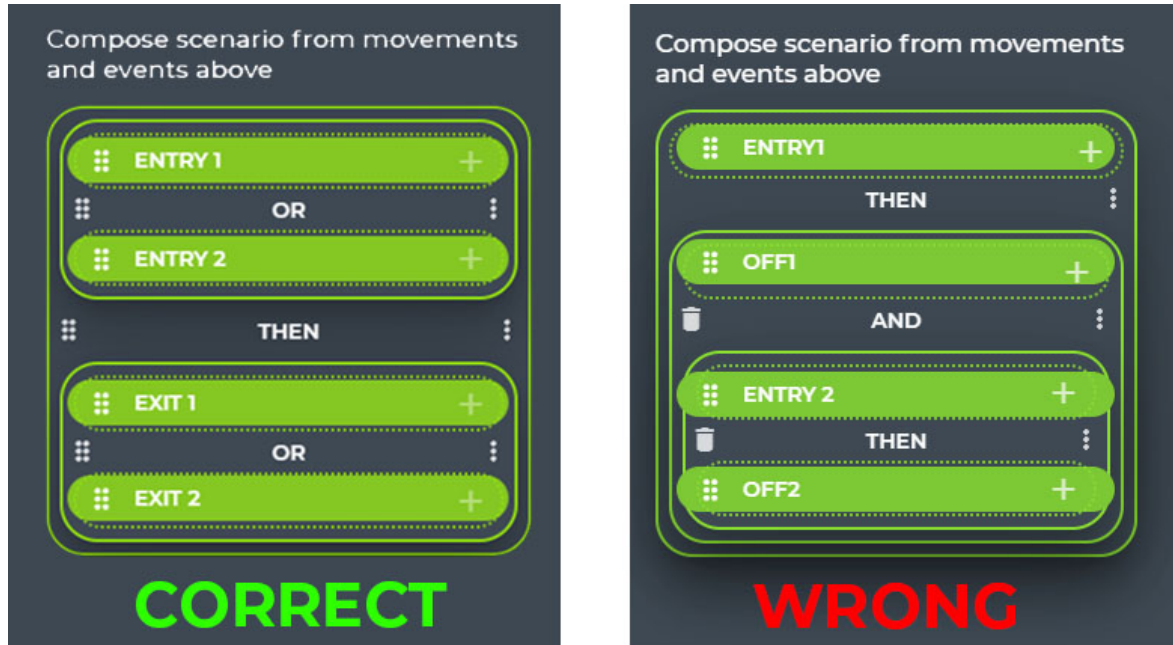 Compose scenario from movements
and events above
ENTRY 1
OR
ENTRY 2
THEN
EXIT 1
OR
EXIT 2
CORRECT
Compose scenario from movements
and events above
ENTRY1
THEN
OFF1
AND
ENTRY 2
THEN
OFF2
WRONG